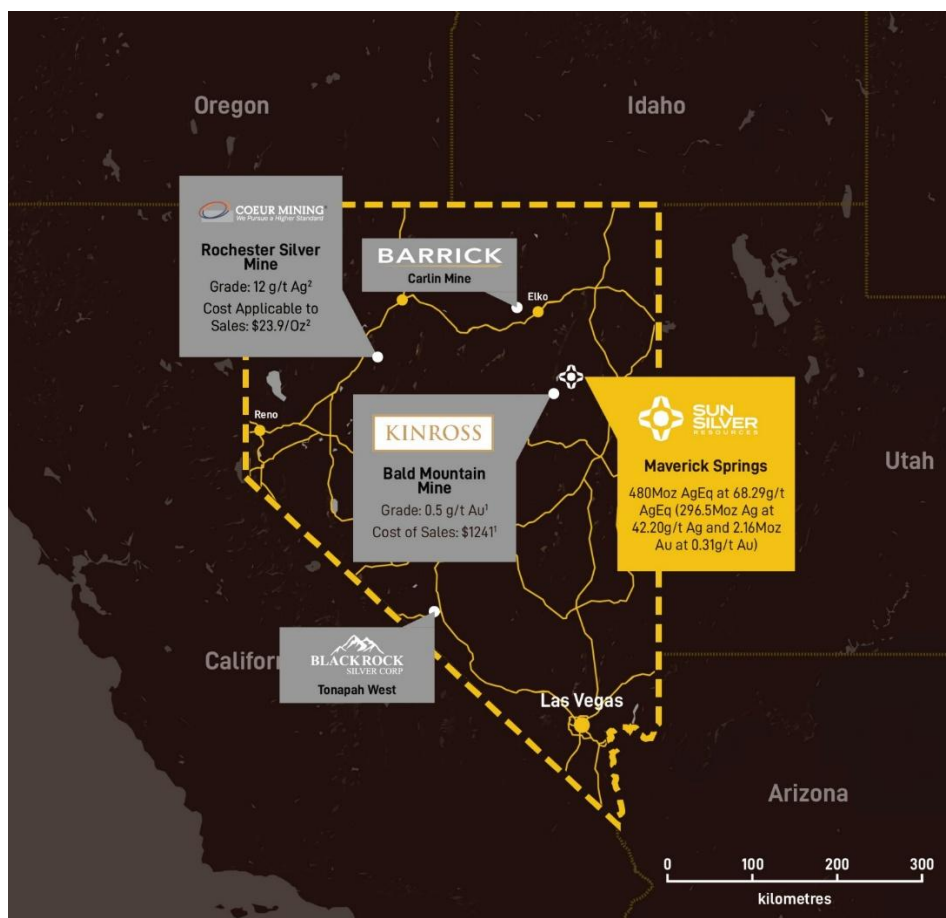 Oregon
Idaho
COEUR MINING
We Pursue a Higher Standard
Rochester Silver
Mine
Grade: 12 g/t Ag²
Cost Applicable to
Sales: $23.9/Oz²
BARRICK
Carlin Mine
Elko
Reno
KINROSS
Bald Mountain
Mine
Grade: 0.5 g/t Au¹
Cost of Sales: $1241¹
SUN
SILVER
RESOURCES
Maverick Springs
480Moz AgEq at 68.29g/t
AgEq (296.5Moz Ag at
42.20g/t Ag and 2.16Moz
Au at 0.31g/t Au)
Utah
Californ
BLACKROCK
SILVER CORP
Tonapah West
Las Vegas
Arizona
0 100 200 300
kilometres